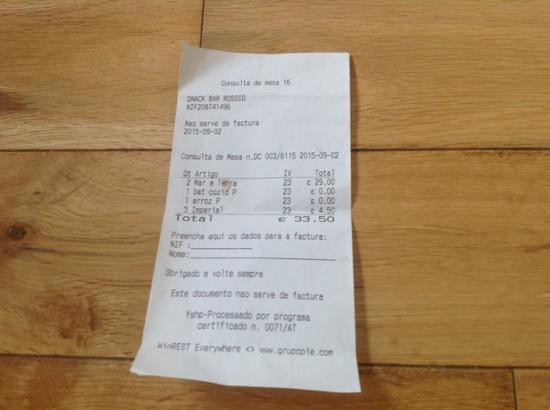 Consulta de mesa 16
SNACK BAR ROSSIO
NIF208741496
Nao serve de factura
2015-09-02
Consulta de Mesa n.DC 003/6115 2015-09-02
Qt Artigo IV Total
2 Mar e Terra 23 € 29.00
1 bat cozid P 23 € 0.00
1 arroz P 23 € 0.00
3 Imperial 23 € 4.50
Total € 33.50
Preencha aqui os dados para a factura:
NIF :
Nome:
Obrigado e volte sempre
Este documento nao serve de factura
Yshp-Processado por programa
certificado n. 0071/AT
WinREST Everywhere <> www.grupopie.com